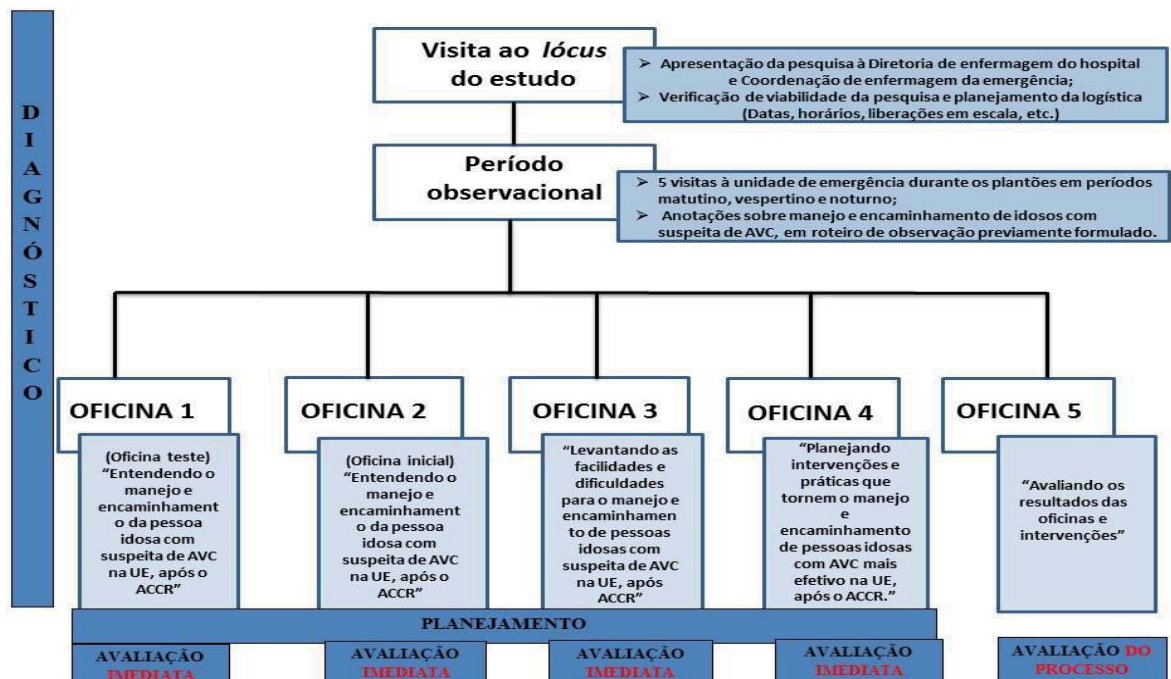 DIAGNÓSTICO
Visita ao lócus
do estudo
➢ Apresentação da pesquisa à Diretoria de enfermagem do hospital
e Coordenação de enfermagem da emergência;
➢ Verificação de viabilidade da pesquisa e planejamento da logística
(Datas, horários, liberações em escala, etc.)
Período
observacional
➢ 5 visitas à unidade de emergência durante os plantões em períodos
matutino, vespertino e noturno;
➢ Anotações sobre manejo e encaminhamento de idosos com
suspeita de AVC, em roteiro de observação previamente formulado.
OFICINA 1
(Oficina teste)
“Entendendo o
manejo e
encaminhament
o da pessoa
idosa com
suspeita de AVC
na UE, após o
ACCR”
OFICINA 2
(Oficina inicial)
“Entendendo o
manejo e
encaminhament
o da pessoa
idosa com
suspeita de AVC
na UE, após o
ACCR”
OFICINA 3
“Levantando as
facilidades e
dificuldades para
o manejo e
encaminhamen
to de pessoas
idosas com
suspeita de AVC
na UE, após
ACCR”
OFICINA 4
“Planejando
intervenções e
práticas que
tornem o manejo
e
encaminhamento
de pessoas idosas
com AVC mais
efetivo na UE,
após o ACCR.”
OFICINA 5
“Avaliando os
resultados das
oficinas e
intervenções”
PLANEJAMENTO
AVALIAÇÃO
IMEDIATA
AVALIAÇÃO
IMEDIATA
AVALIAÇÃO
IMEDIATA
AVALIAÇÃO
IMEDIATA
AVALIAÇÃO DO
PROCESSO